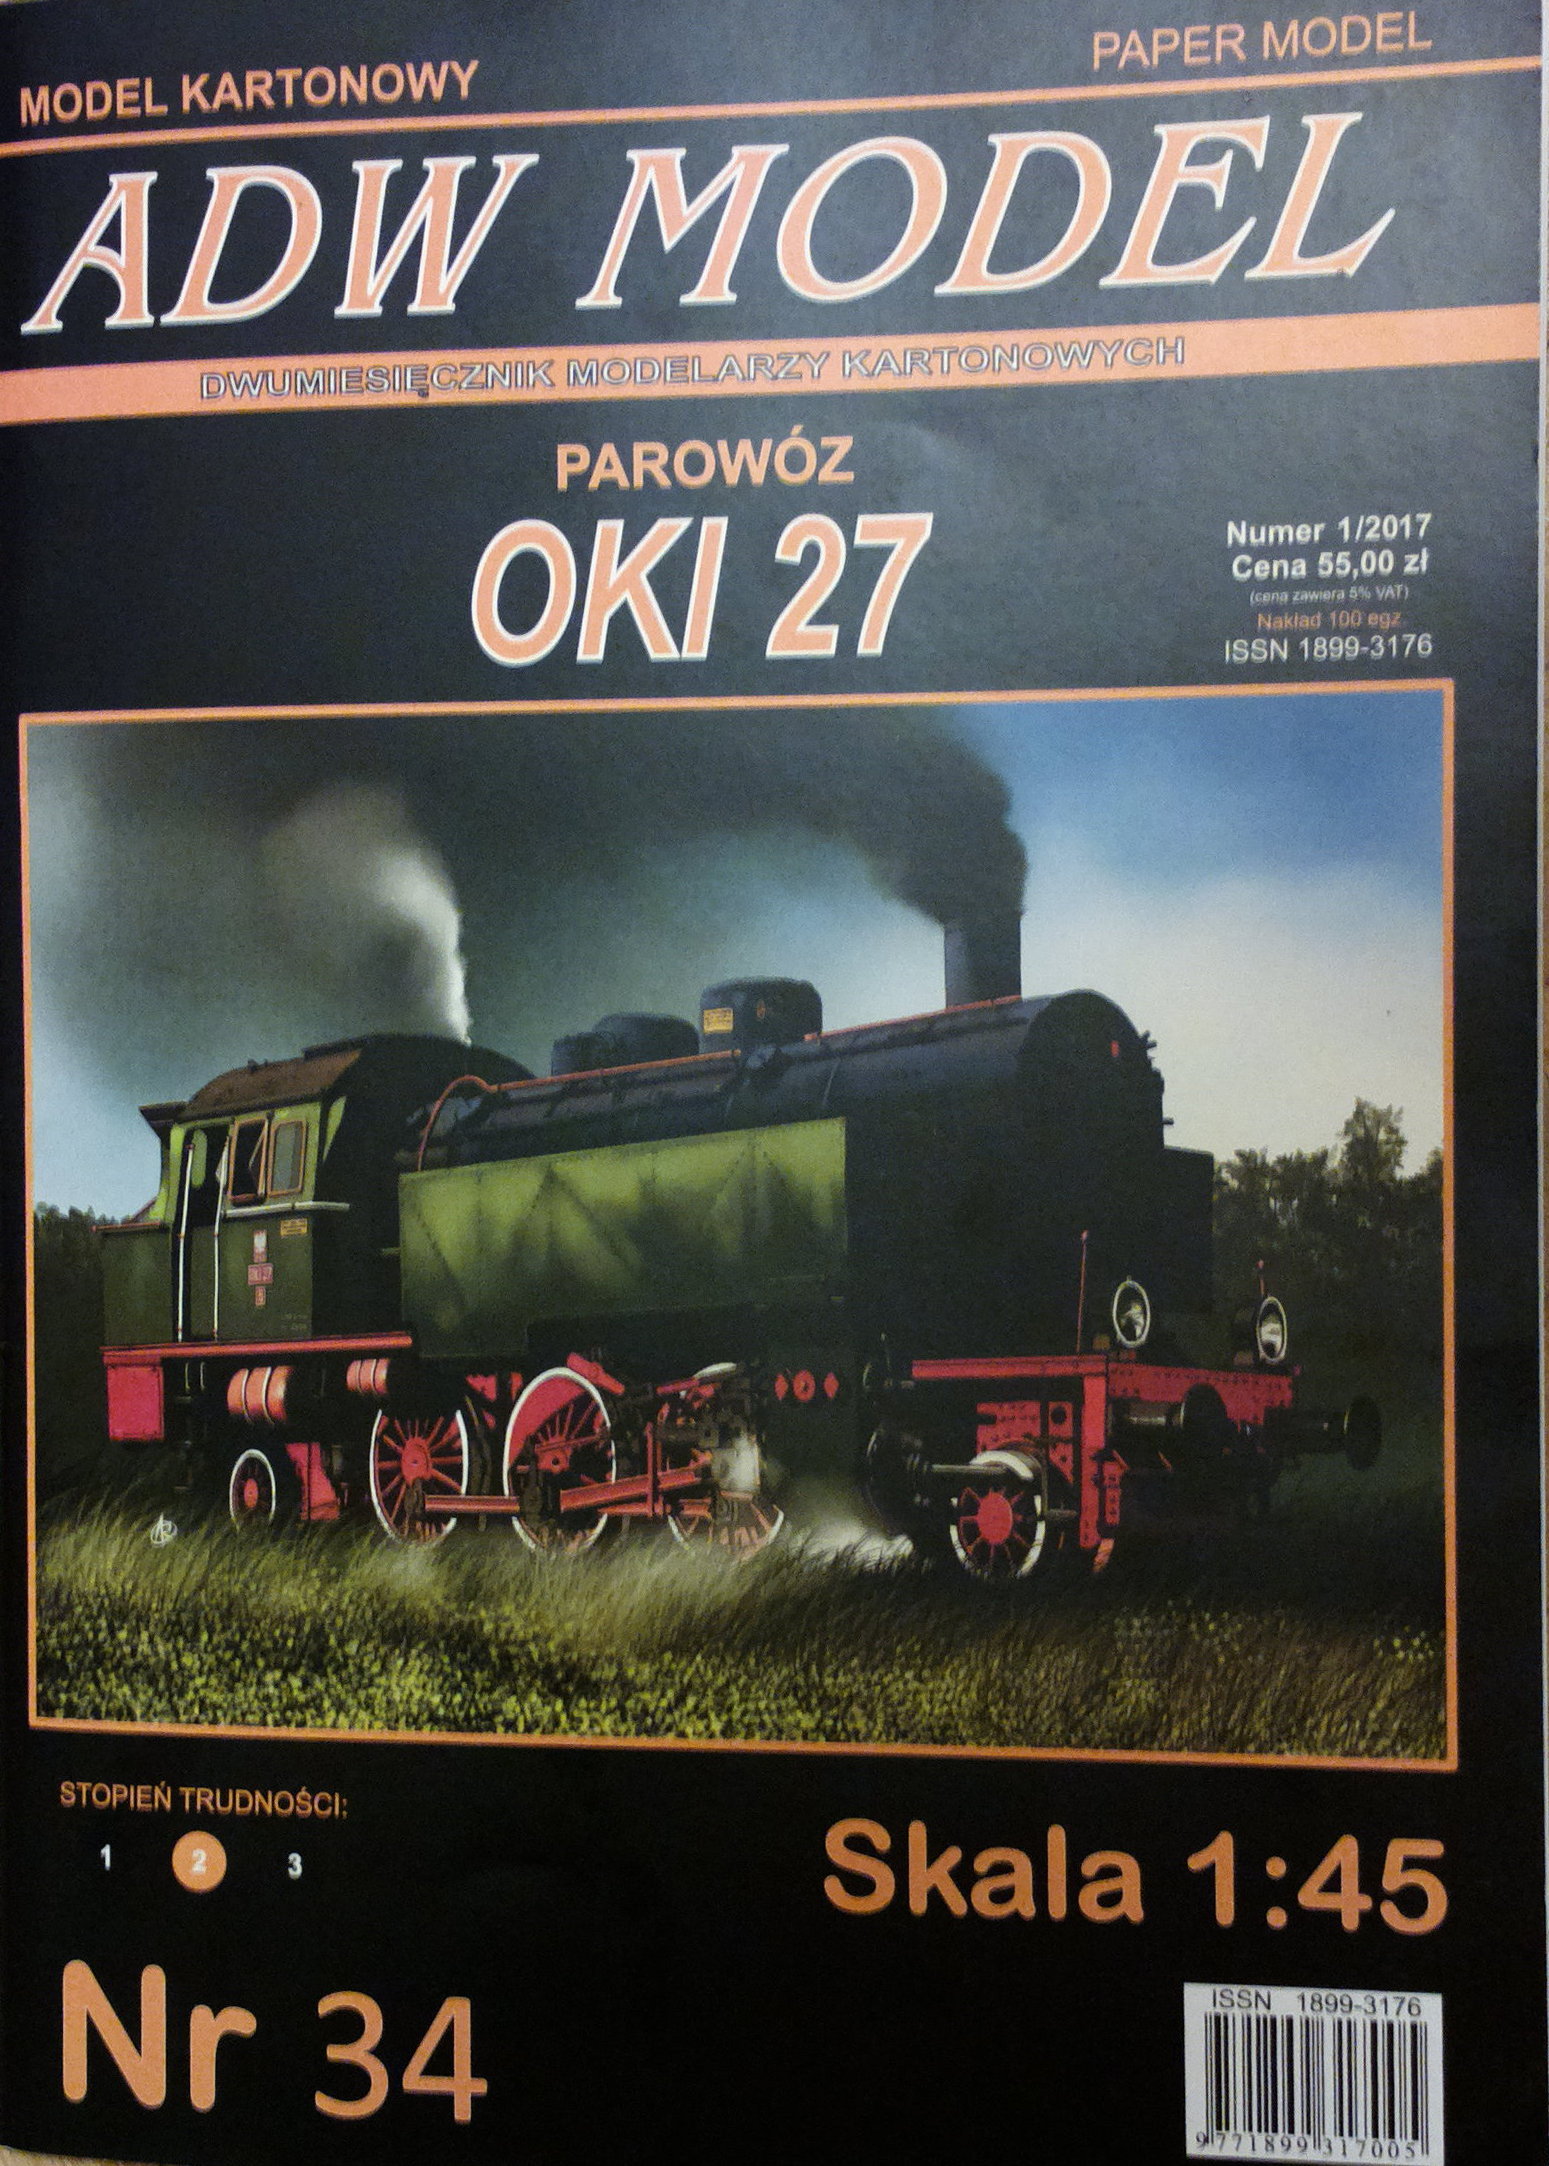 MODEL KARTONOWY
PAPER MODEL
ADW MODEL
DWUMIESIĘCZNIK MODELARZY KARTONOWYCH
PAROWÓZ
OKI 27
Numer 1/2017
Cena 55,00 zł
(cena zawiera 5% VAT)
Nakład 100 egz.
ISSN 1899-3176
OKI 27
STOPIEŃ TRUDNOŚCI:
1 2 3
Skala 1:45
Nr 34
ISSN 1899-3176
9 771899 317005